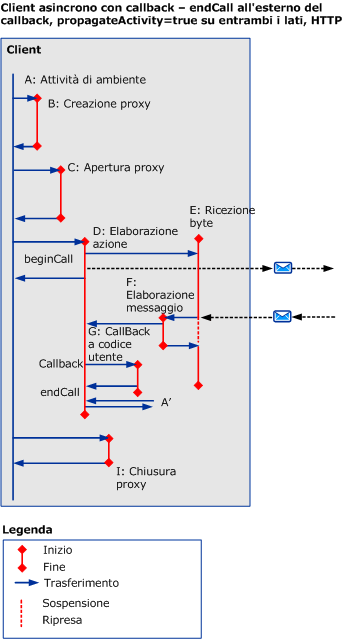 Client asincrono con callback – endCall all'esterno del
callback, propagateActivity=true su entrambi i lati, HTTP
Client
A: Attività di ambiente
B: Creazione proxy
C: Apertura proxy
E: Ricezione
byte
D: Elaborazione
azione
beginCall
F:
Elaborazione
messaggio
G: CallBack
a codice
utente
Callback
endCall
A’
I: Chiusura
proxy
Legenda
Inizio
Fine
Trasferimento
Sospensione
Ripresa